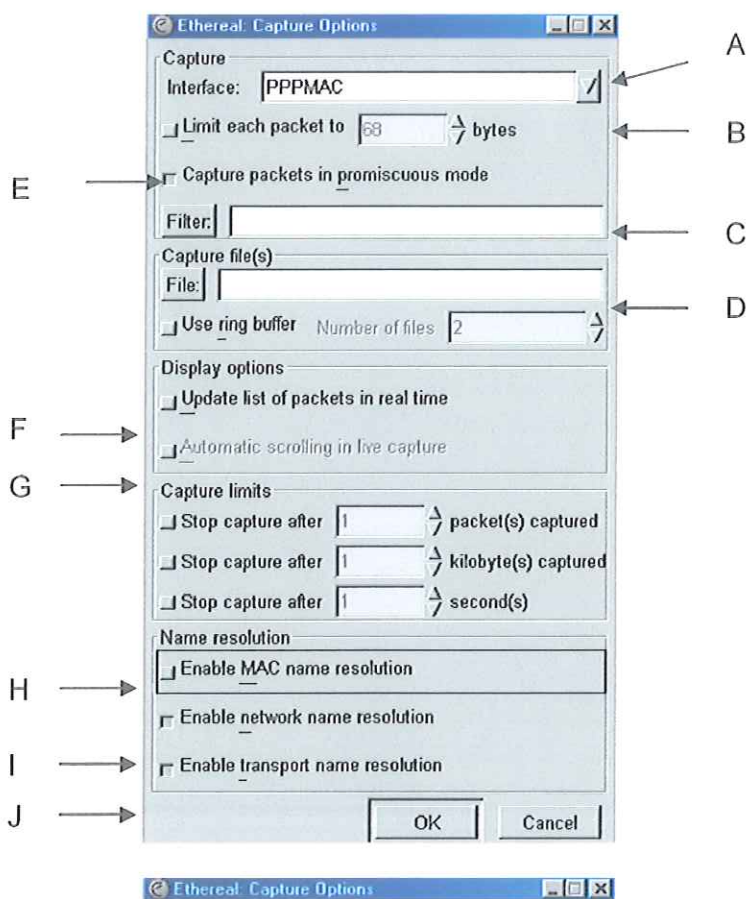 Ethereal: Capture Options
A
Capture
Interface: PPPMAC
Limit each packet to 68 bytes
B
E
Capture packets in promiscuous mode
Filter:
C
Capture file(s)
File:
D
Use ring buffer Number of files 2
Display options
Update list of packets in real time
F
Automatic scrolling in live capture
G
Capture limits
Stop capture after 1 packet(s) captured
Stop capture after 1 kilobyte(s) captured
Stop capture after 1 second(s)
Name resolution
Enable MAC name resolution
H
Enable network name resolution
I
Enable transport name resolution
J
OK Cancel
Ethereal: Capture Options